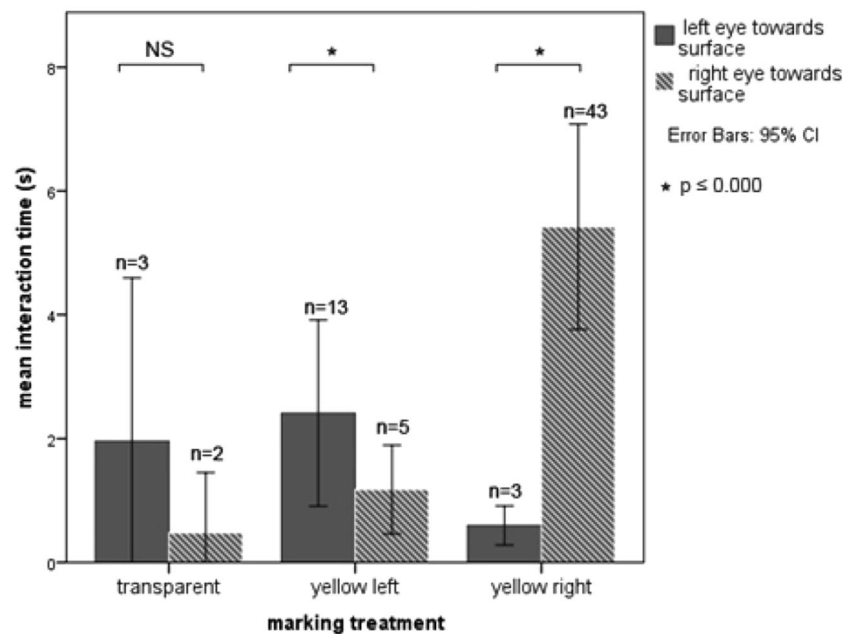 NS
*
*
left eye towards
surface
right eye towards
surface
Error Bars: 95% CI
* p ≤ 0.000
8
6
4
2
0
mean interaction time (s)
n=3
n=2
n=13
n=5
n=3
n=43
transparent
yellow left
yellow right
marking treatment